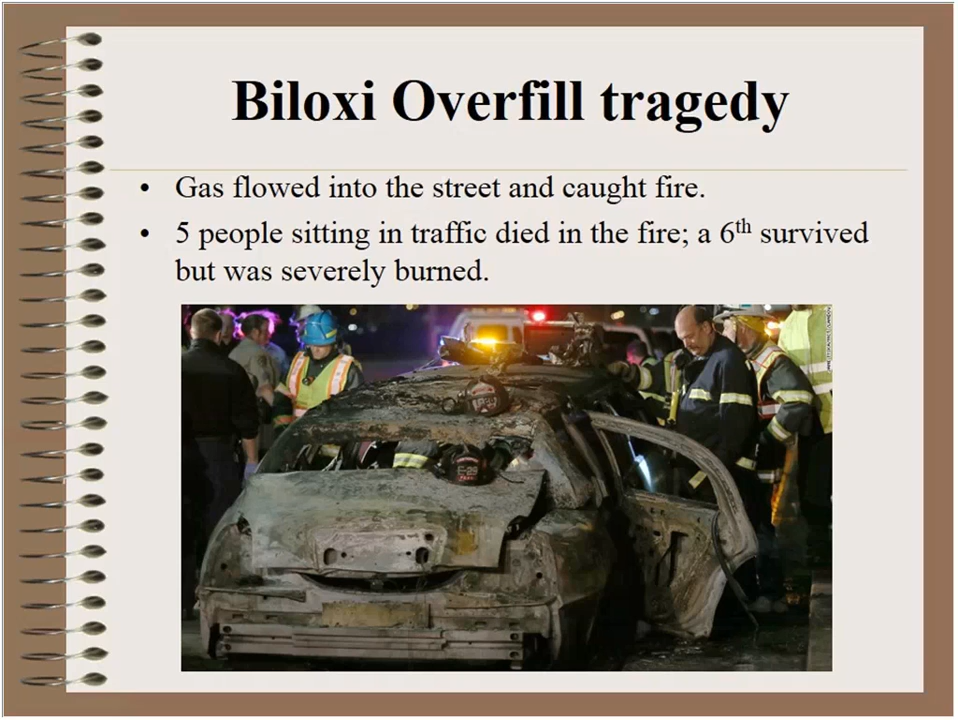 Biloxi Overfill tragedy
• Gas flowed into the street and caught fire.
• 5 people sitting in traffic died in the fire; a 6th survived
but was severely burned.